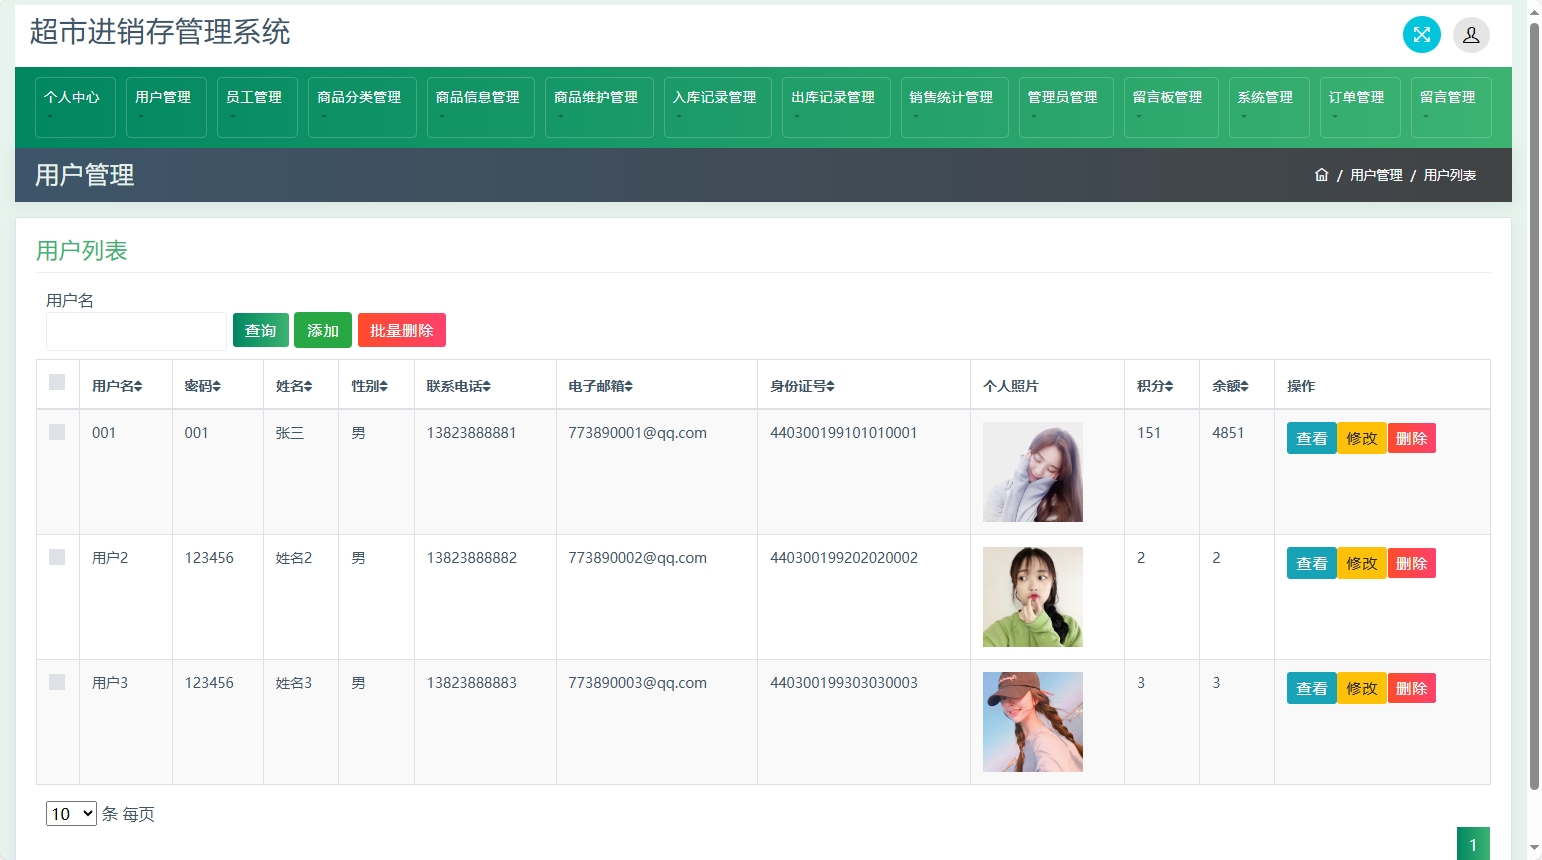 超市进销存管理系统
个人中心 用户管理 员工管理 商品分类管理 商品信息管理 商品维护管理 入库记录管理 出库记录管理 销售统计管理 管理员管理 留言板管理 系统管理 订单管理 留言管理
用户管理
/ 用户管理 / 用户列表
用户列表
用户名
查询 添加 批量删除
用户名 密码 姓名 性别 联系电话 电子邮箱 身份证号 个人照片 积分 余额 操作
001 001 张三 男 13823888881 773890001@qq.com 440300199101010001 151 4851 查看 修改 删除
用户2 123456 姓名2 男 13823888882 773890002@qq.com 440300199202020002 2 2 查看 修改 删除
用户3 123456 姓名3 男 13823888883 773890003@qq.com 440300199303030003 3 3 查看 修改 删除
10 条 每页
1